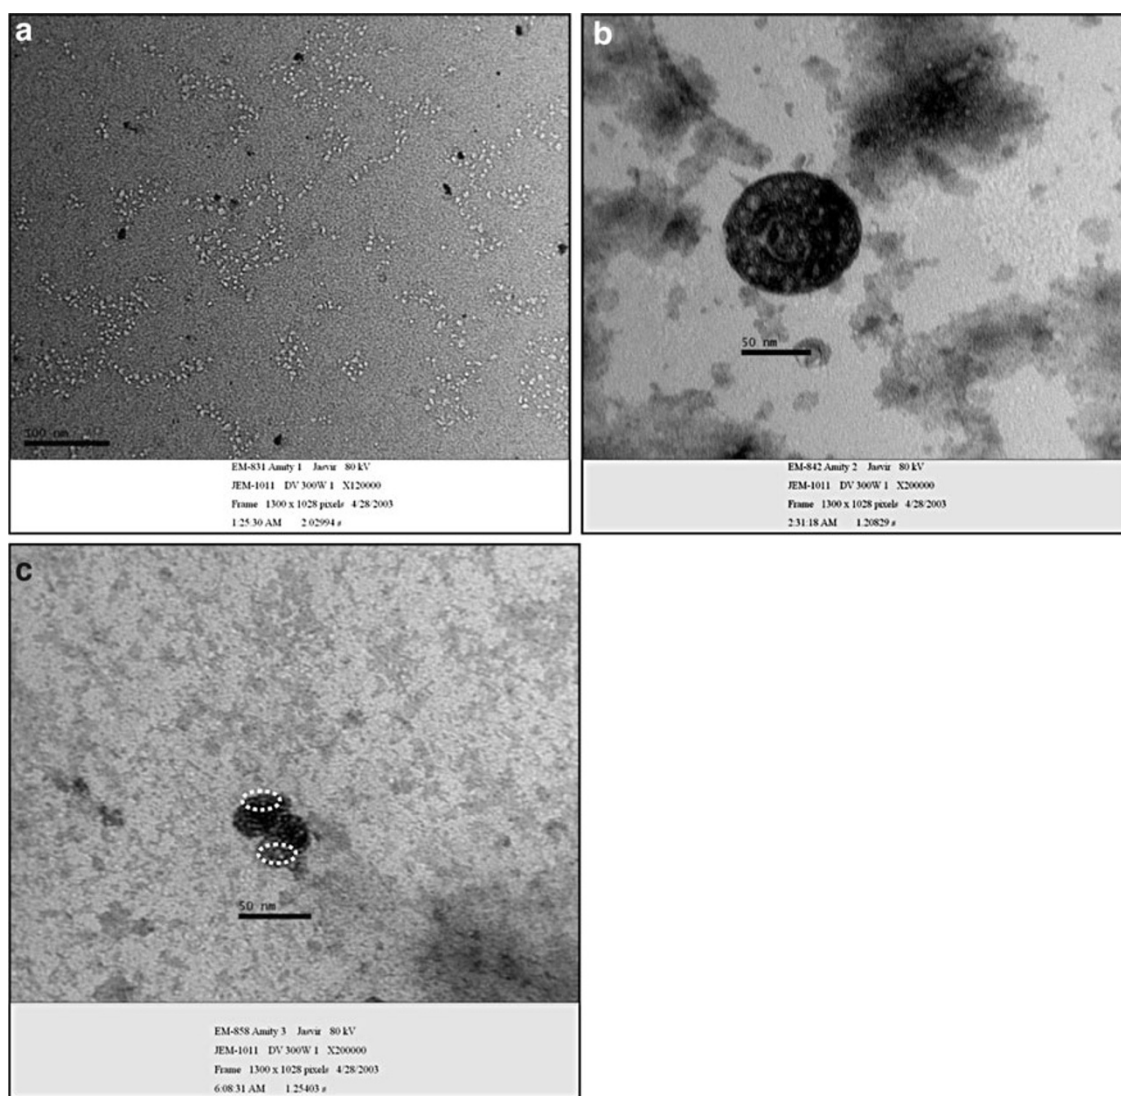 a
100 nm
EM-831 Amity 1 Jasvir 80 kV
JEM-1011 DV 300W 1 X120000
Frame 1300 x 1028 pixels 4/28/2003
1:25:30 AM 2.02994 s
b
50 nm
EM-842 Amity 2 Jasvir 80 kV
JEM-1011 DV 300W 1 X200000
Frame 1300 x 1028 pixels 4/28/2003
2:31:18 AM 1.20829 s
c
50 nm
EM-858 Amity 3 Jasvir 80 kV
JEM-1011 DV 300W 1 X200000
Frame 1300 x 1028 pixels 4/28/2003
6:08:31 AM 1.25403 s